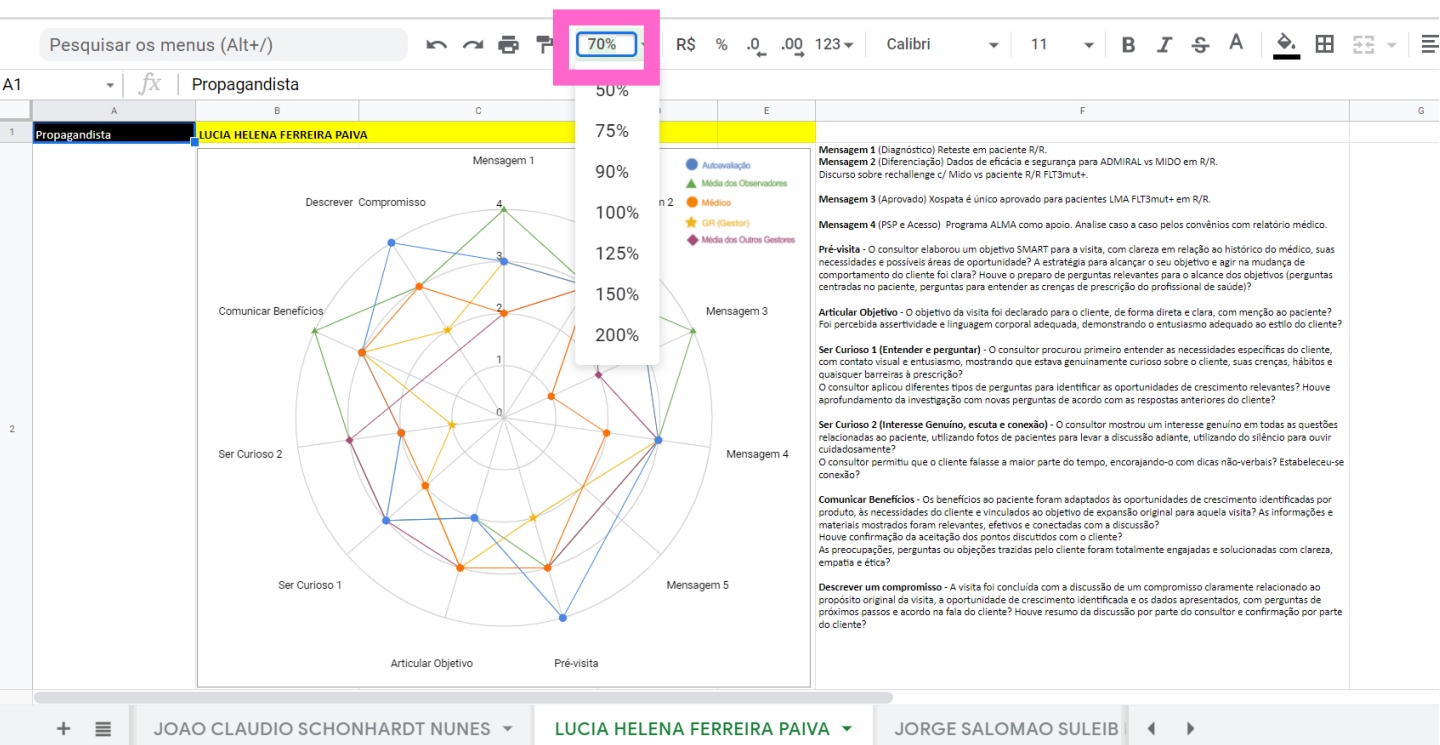 Pesquisar os menus (Alt+/)
70%
R$ % .0 .00 123
Calibri
11
B I S A
A1
fx
Propagandista
50%
75%
90%
100%
125%
150%
200%
A B C E F G
1
Propagandista
LUCIA HELENA FERREIRA PAIVA
2
Mensagem 1
Mensagem 3
Mensagem 4
Mensagem 5
Pré-visita
Articular Objetivo
Ser Curioso 1
Ser Curioso 2
Comunicar Benefícios
Descrever Compromisso
4
3
2
1
0
Autoavaliação
Média dos Observadores
Médico
GR (Gestor)
Média dos Outros Gestores
Mensagem 1 (Diagnóstico) Reteste em paciente R/R.
Mensagem 2 (Diferenciação) Dados de eficácia e segurança para ADMIRAL vs MIDO em R/R.
Discurso sobre rechallenge c/ Mido vs paciente R/R FLT3mut+.
Mensagem 3 (Aprovado) Xospata é único aprovado para pacientes LMA FLT3mut+ em R/R.
Mensagem 4 (PSP e Acesso) Programa ALMA como apoio. Analise caso a caso pelos convênios com relatório médico.
Pré-visita - O consultor elaborou um objetivo SMART para a visita, com clareza em relação ao histórico do médico, suas
necessidades e possíveis áreas de oportunidade? A estratégia para alcançar o seu objetivo e agir na mudança de
comportamento do cliente foi clara? Houve o preparo de perguntas relevantes para o alcance dos objetivos (perguntas
centradas no paciente, perguntas para entender as crenças de prescrição do profissional de saúde)?
Articular Objetivo - O objetivo da visita foi declarado para o cliente, de forma direta e clara, com menção ao paciente?
Foi percebida assertividade e linguagem corporal adequada, demonstrando o entusiasmo adequado ao estilo do cliente?
Ser Curioso 1 (Entender e perguntar) - O consultor procurou primeiro entender as necessidades específicas do cliente,
com contato visual e entusiasmo, mostrando que estava genuinamente curioso sobre o cliente, suas crenças, hábitos e
quaisquer barreiras à prescrição?
O consultor aplicou diferentes tipos de perguntas para identificar as oportunidades de crescimento relevantes? Houve
aprofundamento da investigação com novas perguntas de acordo com as respostas anteriores do cliente?
Ser Curioso 2 (Interesse Genuíno, escuta e conexão) - O consultor mostrou um interesse genuíno em todas as questões
relacionadas ao paciente, utilizando fotos de pacientes para levar a discussão adiante, utilizando do silêncio para ouvir
cuidadosamente?
O consultor permitiu que o cliente falasse a maior parte do tempo, encorajando-o com dicas não-verbais? Estabeleceu-se
conexão?
Comunicar Benefícios - Os benefícios ao paciente foram adaptados às oportunidades de crescimento identificadas por
produto, às necessidades do cliente e vinculados ao objetivo de expansão original para aquela visita? As informações e
materiais mostrados foram relevantes, efetivos e conectadas com a discussão?
Houve confirmação da aceitação dos pontos discutidos com o cliente?
As preocupações, perguntas ou objeções trazidas pelo cliente foram totalmente engajadas e solucionadas com clareza,
empatia e ética?
Descrever um compromisso - A visita foi concluída com a discussão de um compromisso claramente relacionado ao
propósito original da visita, a oportunidade de crescimento identificada e os dados apresentados, com perguntas de
próximos passos e acordo na fala do cliente? Houve resumo da discussão por parte do consultor e confirmação por parte
do cliente?
JOAO CLAUDIO SCHONHARDT NUNES
LUCIA HELENA FERREIRA PAIVA
JORGE SALOMAO SULEIB